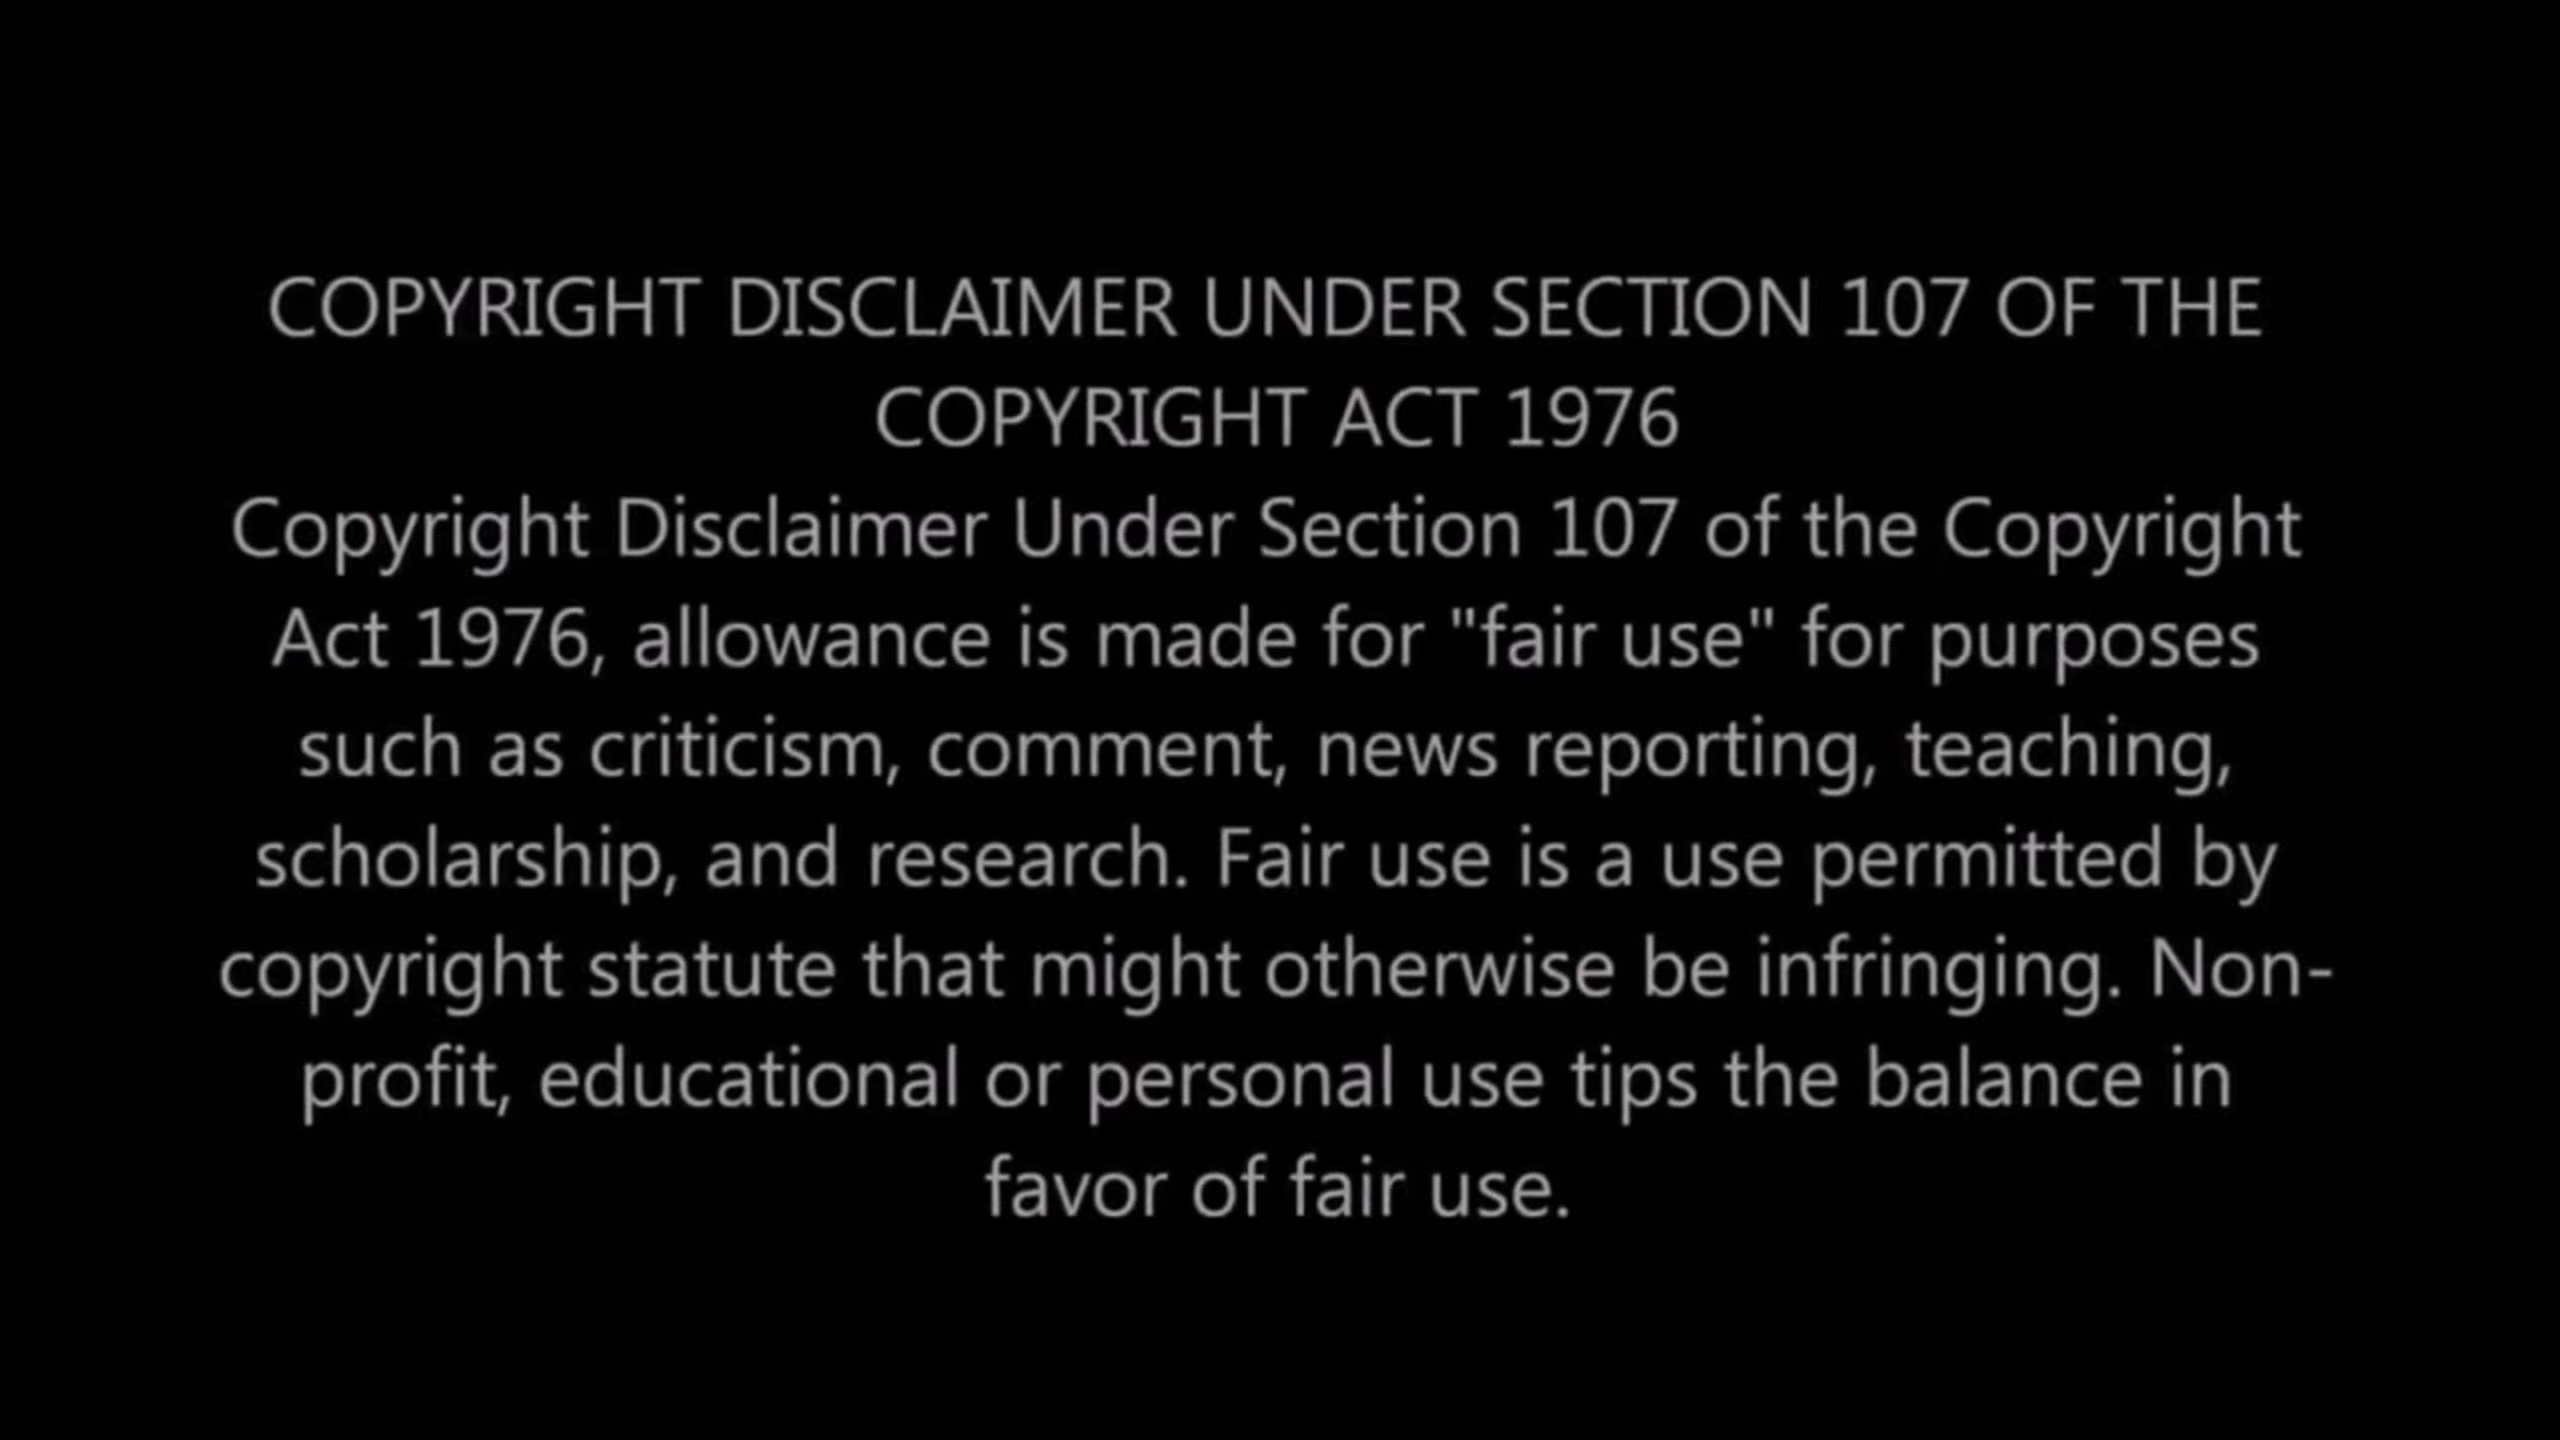 COPYRIGHT DISCLAIMER UNDER SECTION 107 OF THE
COPYRIGHT ACT 1976
Copyright Disclaimer Under Section 107 of the Copyright
Act 1976, allowance is made for "fair use" for purposes
such as criticism, comment, news reporting, teaching,
scholarship, and research. Fair use is a use permitted by
copyright statute that might otherwise be infringing. Non-
profit, educational or personal use tips the balance in
favor of fair use.